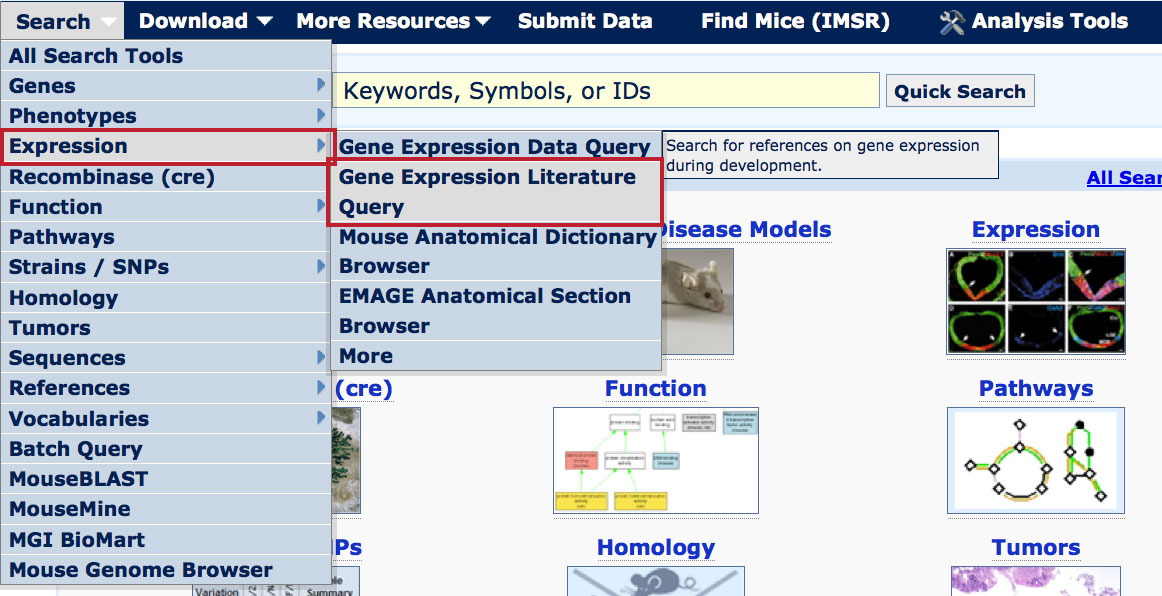 Search Download More Resources Submit Data Find Mice (IMSR) Analysis Tools
All Search Tools
Genes
Phenotypes
Expression
Recombinase (cre)
Function
Pathways
Strains / SNPs
Homology
Tumors
Sequences
References
Vocabularies
Batch Query
MouseBLAST
MouseMine
MGI BioMart
Mouse Genome Browser
Gene Expression Data Query
Gene Expression Literature
Query
Mouse Anatomical Dictionary
Browser
EMAGE Anatomical Section
Browser
More
Keywords, Symbols, or IDs
Quick Search
Search for references on gene expression
during development.
All Sear
isease Models
Expression
(cre)
Function
Pathways
Ps
Homology
Tumors
Variation
Summary